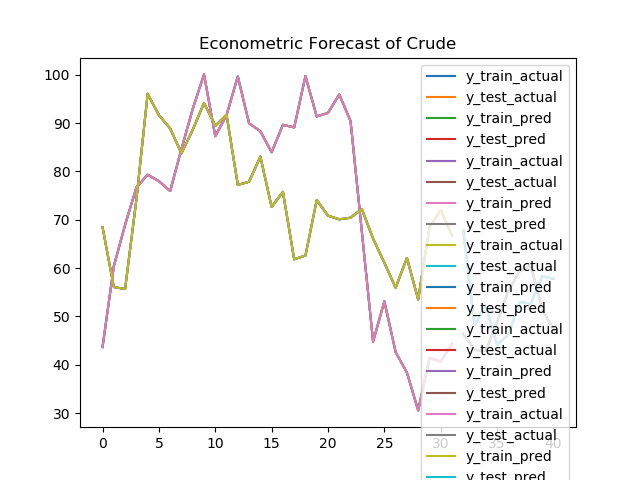 Econometric Forecast of Crude
100
90
80
70
60
50
40
30
0
5
10
15
20
25
30
35
40
y_train_actual
y_test_actual
y_train_pred
y_test_pred
y_train_actual
y_test_actual
y_train_pred
y_test_pred
y_train_actual
y_test_actual
y_train_pred
y_test_pred
y_train_actual
y_test_actual
y_train_pred
y_test_pred
y_train_actual
y_test_actual
y_train_pred
y_test_pred